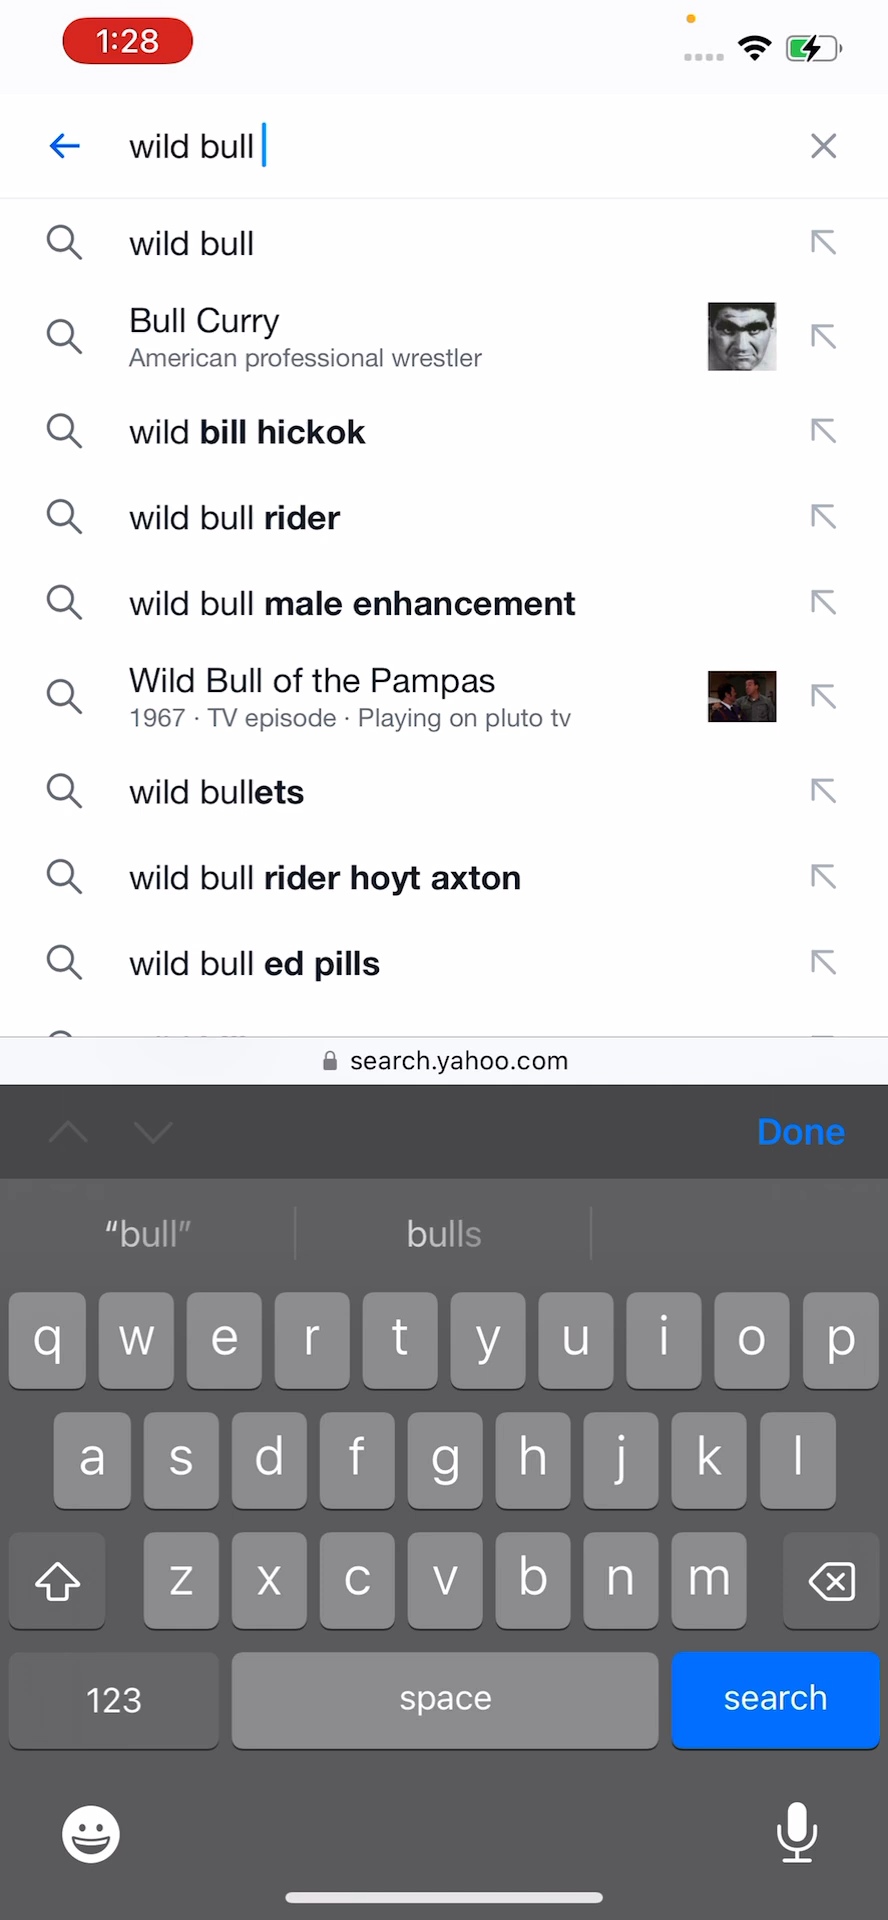 1:28
wild bull
wild bull
Bull Curry
American professional wrestler
wild bill hickok
wild bull rider
wild bull male enhancement
Wild Bull of the Pampas
1967 · TV episode · Playing on pluto tv
wild bullets
wild bull rider hoyt axton
wild bull ed pills
search.yahoo.com
Done
“bull” bulls
q w e r t y u i o p
a s d f g h j k l
z x c v b n m
123 space search